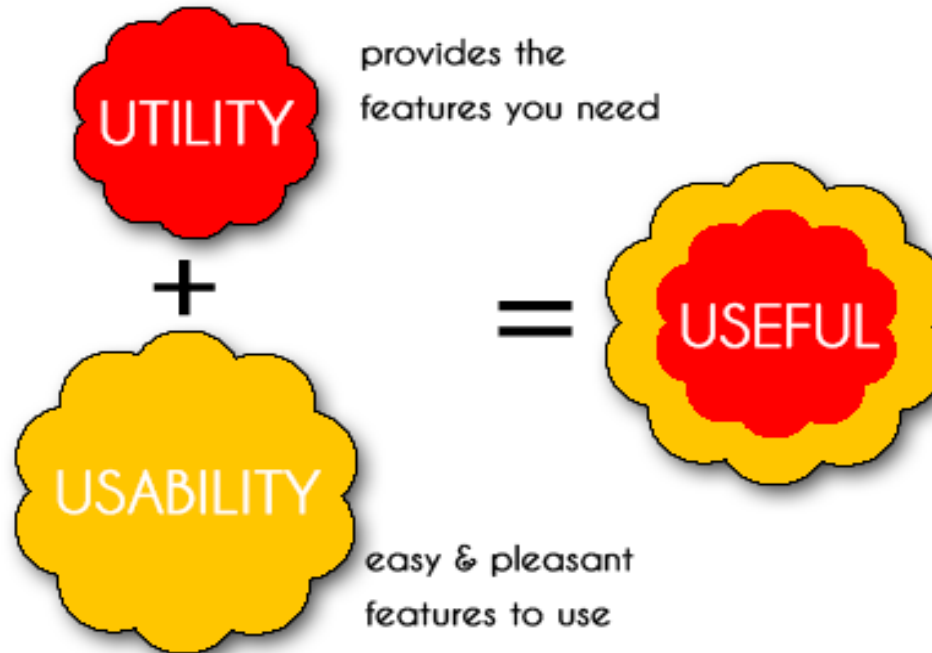 UTILITY
provides the
features you need
+
=
USEFUL
USABILITY
easy & pleasant
features to use